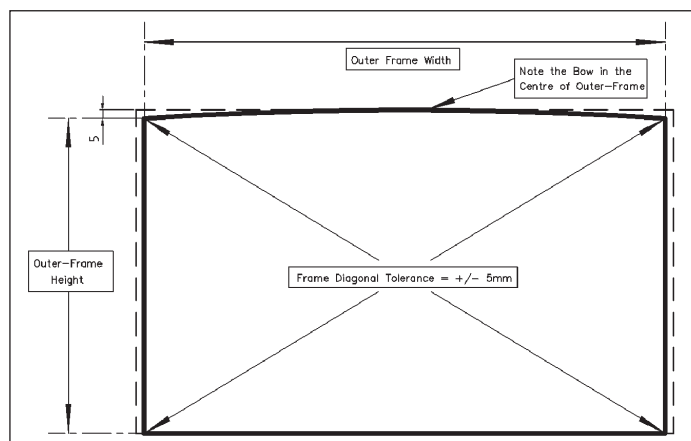 Outer Frame Width
Note the Bow in the
Centre of Outer-Frame
5
Outer-Frame
Height
Frame Diagonal Tolerance = +/- 5mm